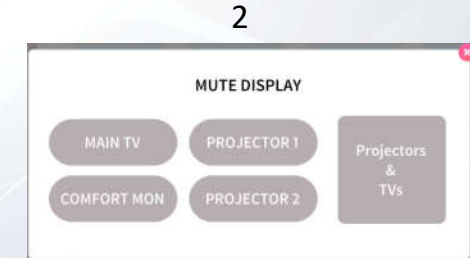 2
MUTE DISPLAY
MAIN TV
PROJECTOR 1
COMFORT MON
PROJECTOR 2
Projectors
&
TVs